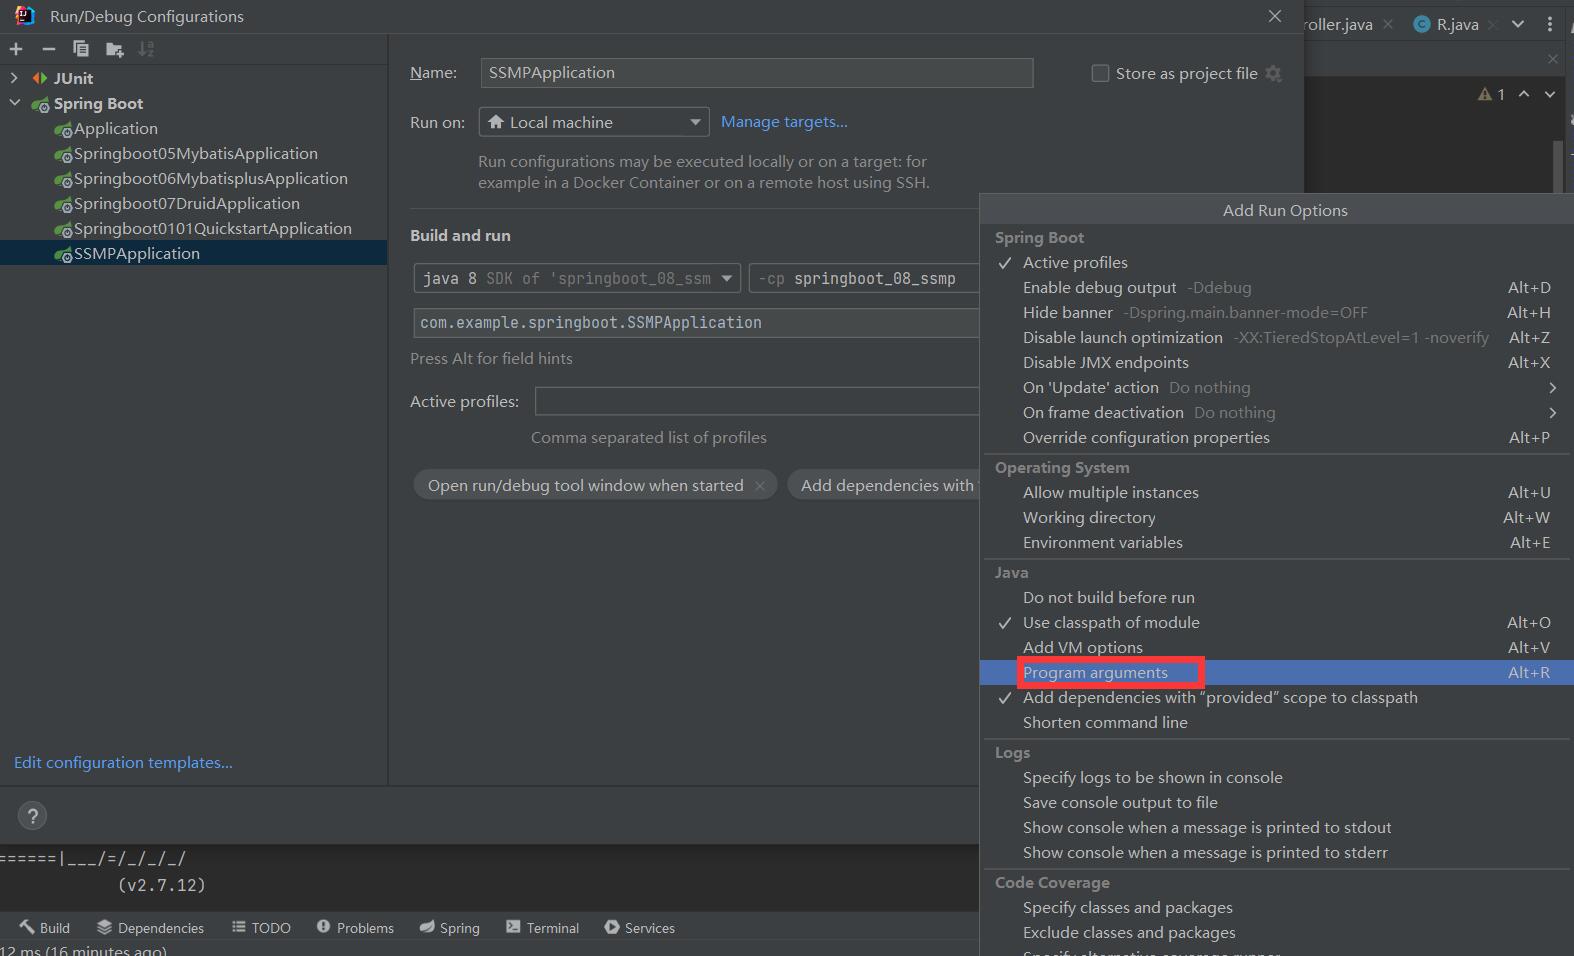 Run/Debug Configurations
roller.java
R.java
1
JUnit
Spring Boot
Application
Springboot05MybatisApplication
Springboot06MybatisplusApplication
Springboot07DruidApplication
Springboot0101QuickstartApplication
SSMPApplication
Edit configuration templates...
Name: SSMPApplication
Store as project file
Run on: Local machine
Manage targets...
Run configurations may be executed locally or on a target: for
example in a Docker Container or on a remote host using SSH.
Build and run
java 8 SDK of 'springboot_08_ssm
-cp springboot_08_ssmp
com.example.springboot.SSMPApplication
Press Alt for field hints
Active profiles:
Comma separated list of profiles
Open run/debug tool window when started
Add dependencies with
Add Run Options
Spring Boot
Active profiles
Enable debug output -Ddebug Alt+D
Hide banner -Dspring.main.banner-mode=OFF Alt+H
Disable launch optimization -XX:TieredStopAtLevel=1 -noverify Alt+Z
Disable JMX endpoints Alt+X
On 'Update' action Do nothing
On frame deactivation Do nothing
Override configuration properties Alt+P
Operating System
Allow multiple instances Alt+U
Working directory Alt+W
Environment variables Alt+E
Java
Do not build before run
Use classpath of module Alt+O
Add VM options Alt+V
Program arguments Alt+R
Add dependencies with “provided” scope to classpath
Shorten command line
Logs
Specify logs to be shown in console
Save console output to file
Show console when a message is printed to stdout
Show console when a message is printed to stderr
Code Coverage
Specify classes and packages
Exclude classes and packages
Specify alternative coverage runner
?
======|___/=/_/_/_/
(v2.7.12)
Build
Dependencies
TODO
Problems
Spring
Terminal
Services
12 ms (16 minutes ago)